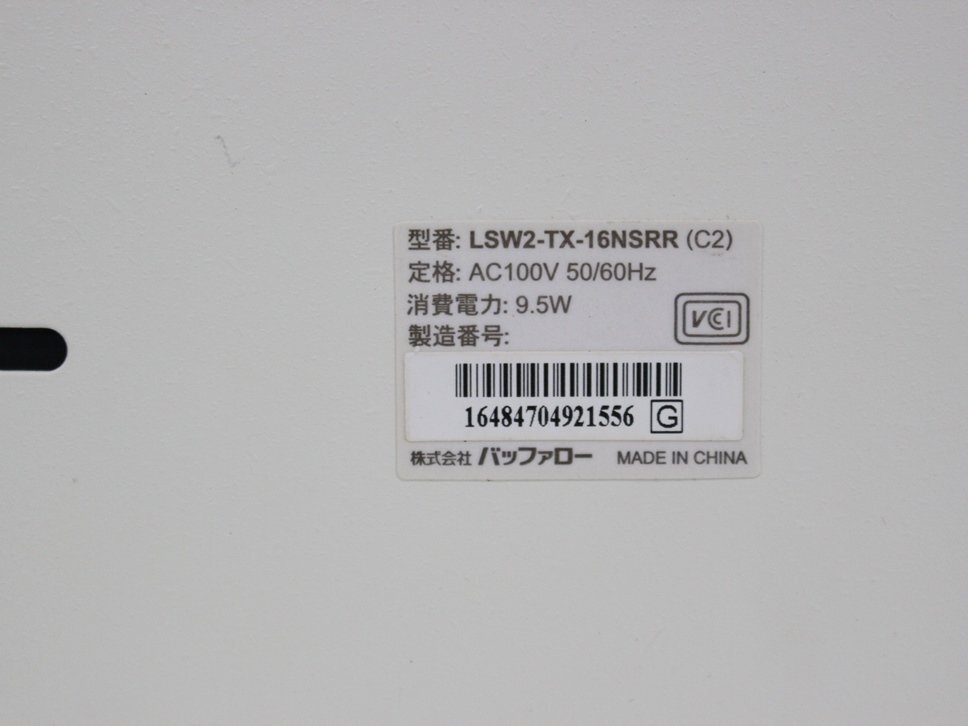 型番: LSW2-TX-16NSRR (C2)
定格: AC100V 50/60Hz
消費電力: 9.5W
VCCI
製造番号:
16484704921556 G
株式会社 バッファロー MADE IN CHINA